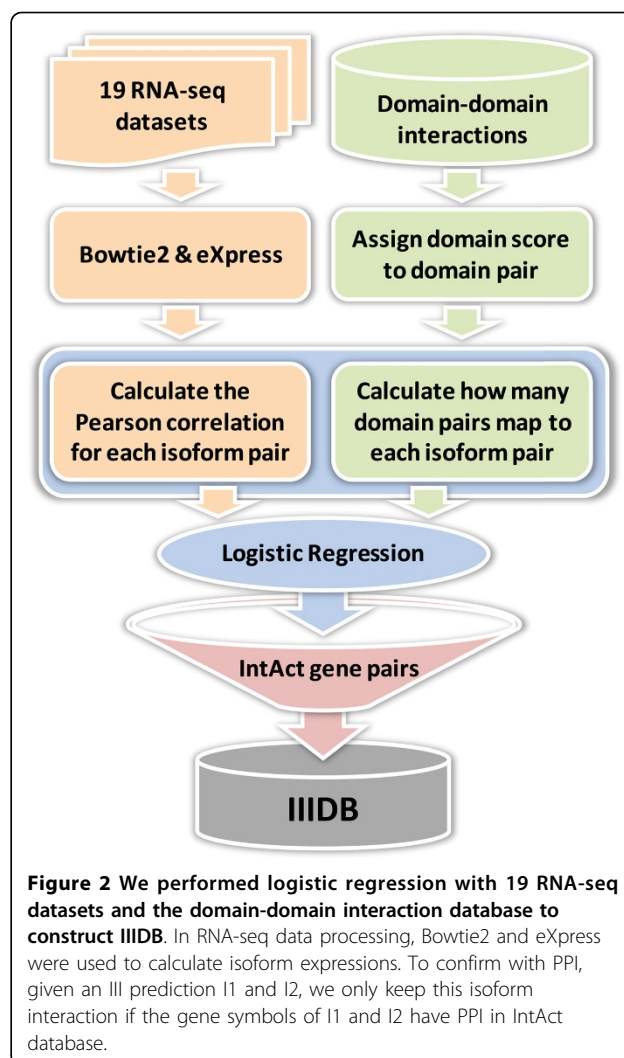 19 RNA-seq
datasets
Domain-domain
interactions
Bowtie2 & eXpress
Assign domain score
to domain pair
Calculate the
Pearson correlation
for each isoform pair
Calculate how many
domain pairs map to
each isoform pair
Logistic Regression
IntAct gene pairs
IIIDB
Figure 2 We performed logistic regression with 19 RNA-seq
datasets and the domain-domain interaction database to
construct IIIDB. In RNA-seq data processing, Bowtie2 and eXpress
were used to calculate isoform expressions. To confirm with PPI,
given an III prediction I1 and I2, we only keep this isoform
interaction if the gene symbols of I1 and I2 have PPI in IntAct
database.